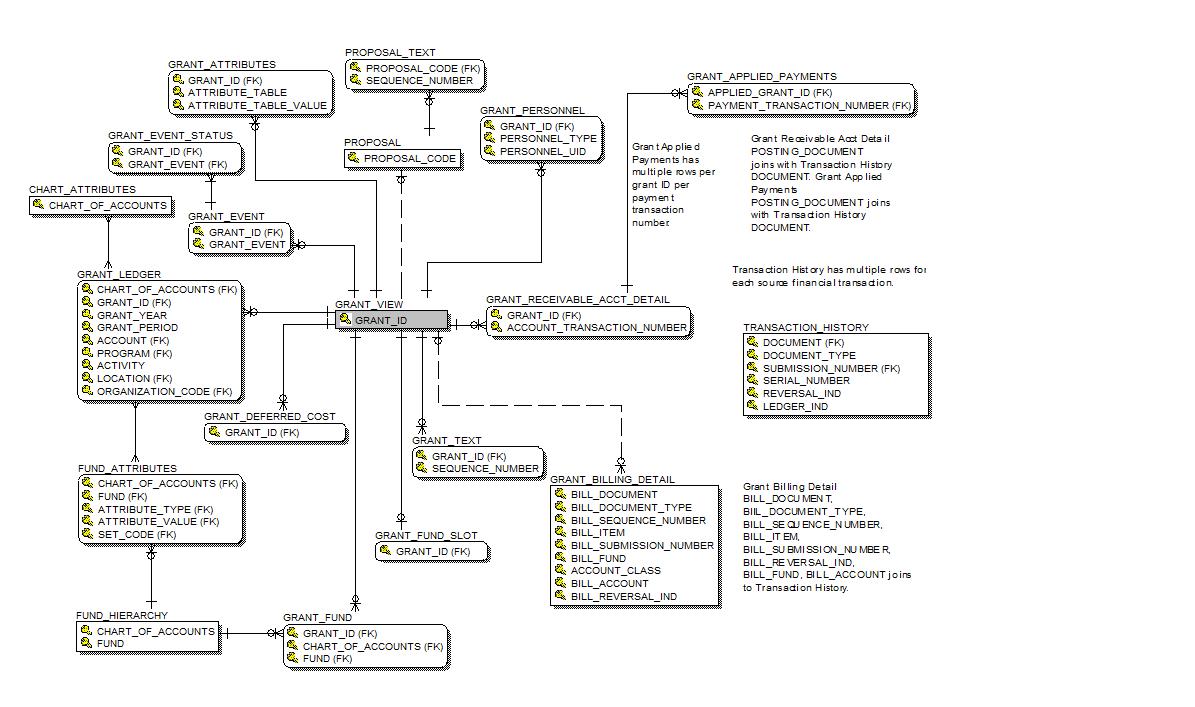 PROPOSAL_TEXT
PROPOSAL_CODE (FK)
SEQUENCE_NUMBER
GRANT_ATTRIBUTES
GRANT_ID (FK)
ATTRIBUTE_TABLE
ATTRIBUTE_TABLE_VALUE
GRANT_APPLIED_PAYMENTS
APPLIED_GRANT_ID (FK)
PAYMENT_TRANSACTION_NUMBER (FK)
GRANT_PERSONNEL
GRANT_ID (FK)
PERSONNEL_TYPE
PERSONNEL_UID
GRANT_EVENT_STATUS
GRANT_ID (FK)
GRANT_EVENT (FK)
PROPOSAL
PROPOSAL_CODE
Grant Applied
Payments has
multiple rows per
grant ID per
payment
transaction
number.
Grant Receivable Acct Detail
POSTING_DOCUMENT
joins with Transaction History
DOCUMENT. Grant Applied
Payments
POSTING_DOCUMENT joins
with Transaction History
DOCUMENT.
CHART_ATTRIBUTES
CHART_OF_ACCOUNTS
GRANT_EVENT
GRANT_ID (FK)
GRANT_EVENT
Transaction History has multiple rows for
each source financial transaction.
GRANT_LEDGER
CHART_OF_ACCOUNTS (FK)
GRANT_ID (FK)
GRANT_YEAR
GRANT_PERIOD
ACCOUNT (FK)
PROGRAM (FK)
ACTIVITY
LOCATION (FK)
ORGANIZATION_CODE (FK)
GRANT_VIEW
GRANT_ID
GRANT_RECEIVABLE_ACCT_DETAIL
GRANT_ID (FK)
ACCOUNT_TRANSACTION_NUMBER
TRANSACTION_HISTORY
DOCUMENT (FK)
DOCUMENT_TYPE
SUBMISSION_NUMBER (FK)
SERIAL_NUMBER
REVERSAL_IND
LEDGER_IND
GRANT_DEFERRED_COST
GRANT_ID (FK)
GRANT_TEXT
GRANT_ID (FK)
SEQUENCE_NUMBER
FUND_ATTRIBUTES
CHART_OF_ACCOUNTS (FK)
FUND (FK)
ATTRIBUTE_TYPE (FK)
ATTRIBUTE_VALUE (FK)
SET_CODE (FK)
GRANT_BILLING_DETAIL
BILL_DOCUMENT
BILL_DOCUMENT_TYPE
BILL_SEQUENCE_NUMBER
BILL_ITEM
BILL_SUBMISSION_NUMBER
BILL_FUND
ACCOUNT_CLASS
BILL_ACCOUNT
BILL_REVERSAL_IND
Grant Billing Detail
BILL_DOCUMENT,
BIL_DOCUMENT_TYPE,
BILL_SEQUENCE_NUMBER,
BILL_ITEM,
BILL_SUBMISSION_NUMBER,
BILL_REVERSAL_IND,
BILL_FUND, BILL_ACCOUNT joins
to Transaction History.
GRANT_FUND_SLOT
GRANT_ID (FK)
FUND_HIERARCHY
CHART_OF_ACCOUNTS
FUND
GRANT_FUND
GRANT_ID (FK)
CHART_OF_ACCOUNTS (FK)
FUND (FK)